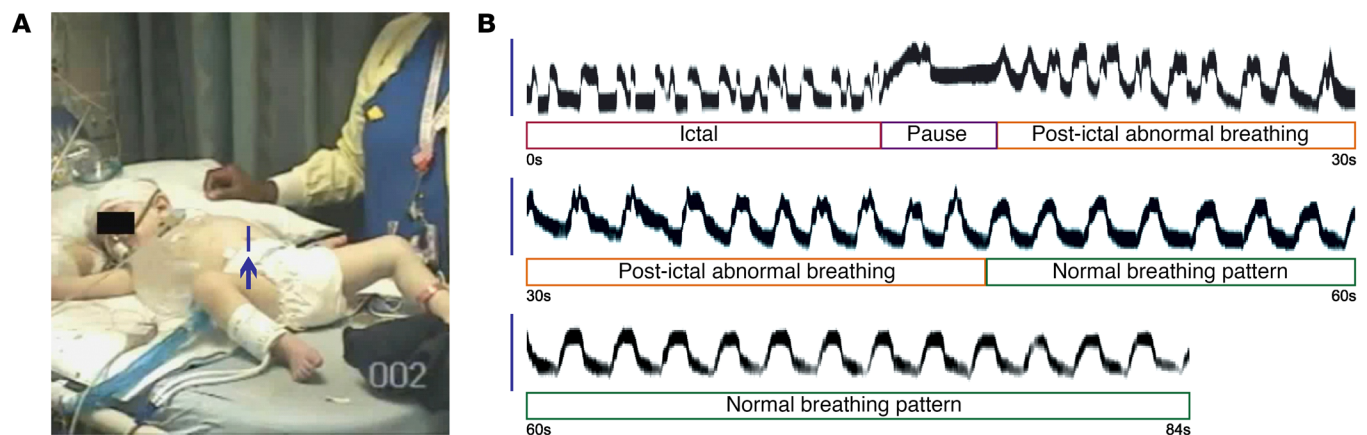 A
B
002
Ictal
Pause
Post-ictal abnormal breathing
0s
30s
Post-ictal abnormal breathing
Normal breathing pattern
30s
60s
Normal breathing pattern
60s
84s